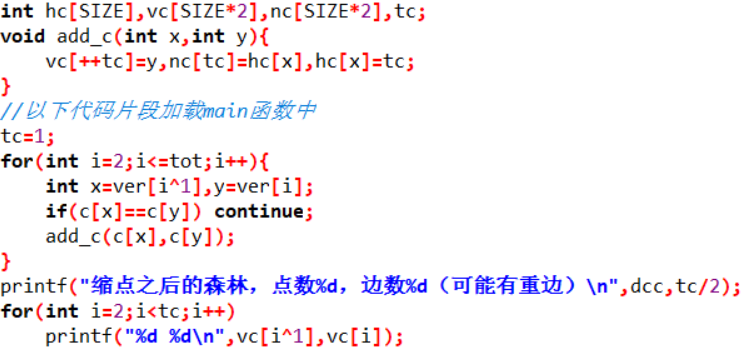 int hc[SIZE],vc[SIZE*2],nc[SIZE*2],tc;
void add_c(int x,int y){
    vc[++tc]=y,nc[tc]=hc[x],hc[x]=tc;
}
//以下代码片段加载main函数中
tc=1;
for(int i=2;i<=tot;i++){
    int x=ver[i^1],y=ver[i];
    if(c[x]==c[y]) continue;
    add_c(c[x],c[y]);
}
printf("缩点之后的森林，点数%d，边数%d（可能有重边）\n",dcc,tc/2);
for(int i=2;i<tc;i++)
    printf("%d %d\n",vc[i^1],vc[i]);